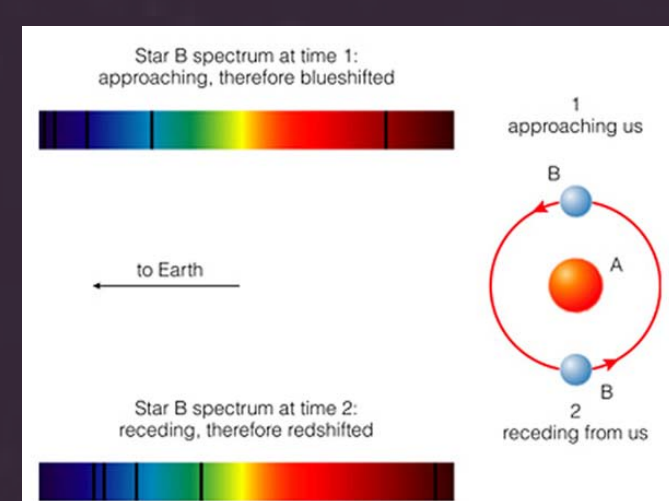 Star B spectrum at time 1:
approaching, therefore blueshifted
1
approaching us
B
A
to Earth
B
2
receding from us
Star B spectrum at time 2:
receding, therefore redshifted